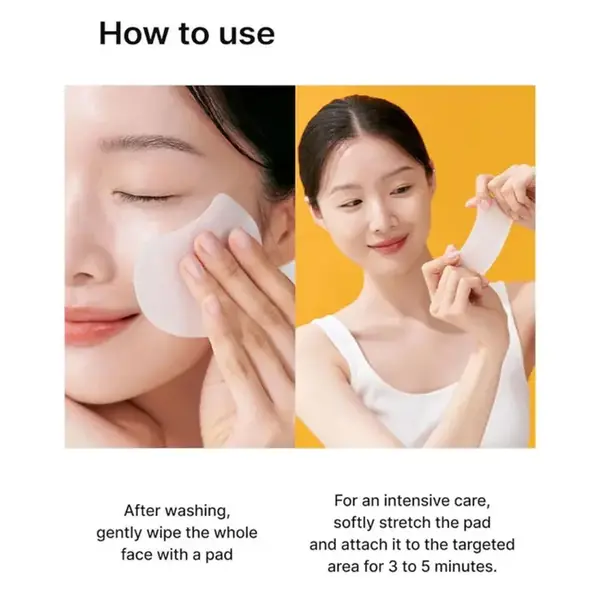 How to use
After washing,
gently wipe the whole
face with a pad
For an intensive care,
softly stretch the pad
and attach it to the targeted
area for 3 to 5 minutes.